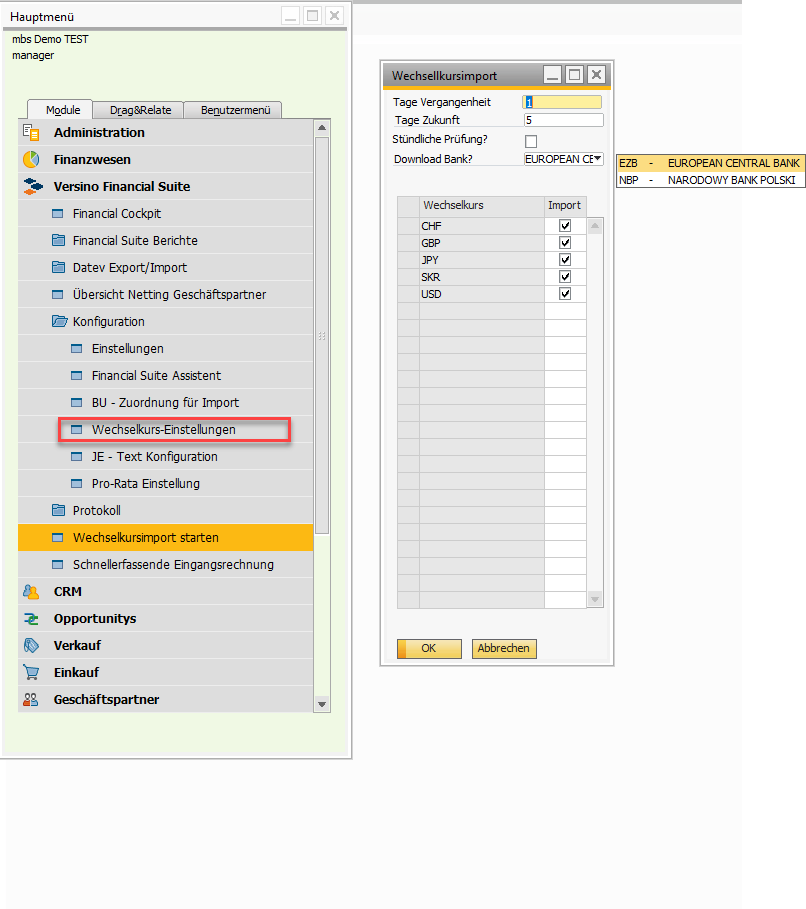 Hauptmenü
mbs Demo TEST
manager
Module Drag&Relate Benutzermenü
Administration
Finanzwesen
Versino Financial Suite
Financial Cockpit
Financial Suite Berichte
Datev Export/Import
Übersicht Netting Geschäftspartner
Konfiguration
Einstellungen
Financial Suite Assistent
BU - Zuordnung für Import
Wechselkurs-Einstellungen
JE - Text Konfiguration
Pro-Rata Einstellung
Protokoll
Wechselkursimport starten
Schnellerfassende Eingangsrechnung
CRM
Opportunitys
Verkauf
Einkauf
Geschäftspartner
Wechsellkursimport
Tage Vergangenheit 1
Tage Zukunft 5
Stündliche Prüfung?
Download Bank? EUROPEAN CE
EZB - EUROPEAN CENTRAL BANK
NBP - NARODOWY BANK POLSKI
Wechselkurs Import
CHF
GBP
JPY
SKR
USD
OK Abbrechen